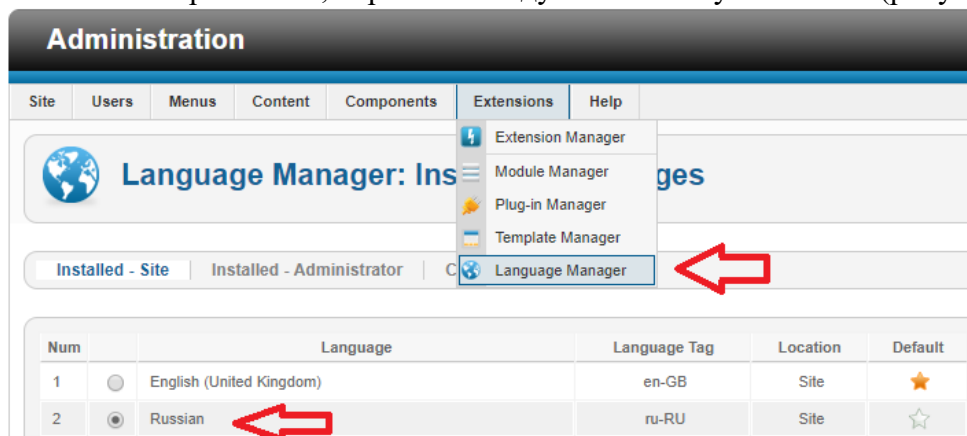 Administration
Site Users Menus Content Components Extensions Help
Extension Manager
Language Manager: Ins ges
Module Manager
Plug-in Manager
Template Manager
Installed - Site Installed - Administrator C
Language Manager
Num Language Language Tag Location Default
1 English (United Kingdom) en-GB Site
2 Russian ru-RU Site